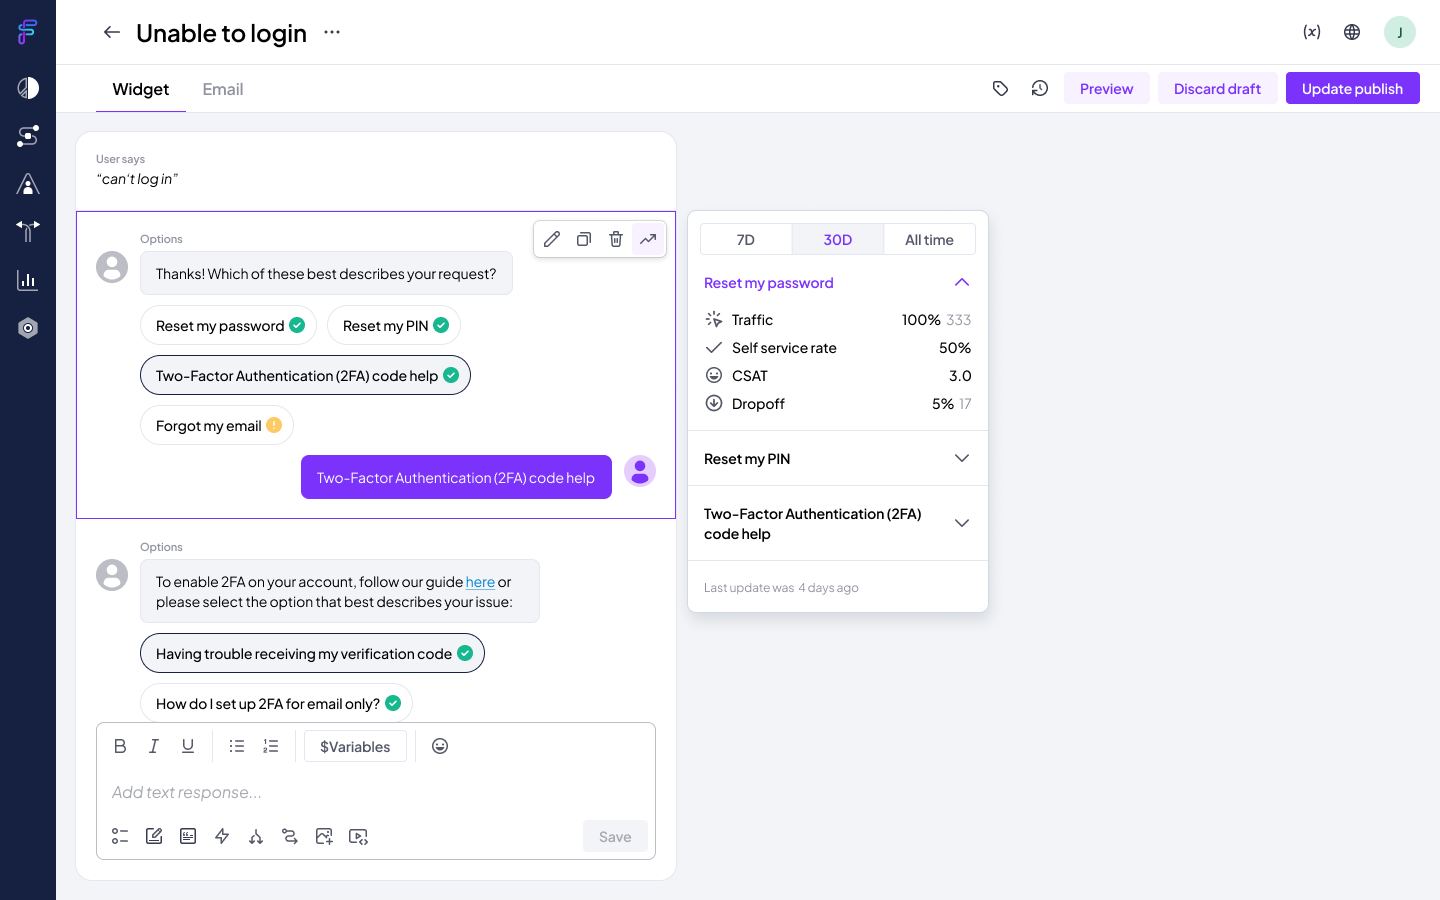 Unable to login
(x)
J
Widget
Email
Preview
Discard draft
Update publish
User says
“can‘t log in”
Options
Thanks! Which of these best describes your request?
Reset my password
Reset my PIN
Two-Factor Authentication (2FA) code help
Forgot my email
Two-Factor Authentication (2FA) code help
7D
30D
All time
Reset my password
Traffic 100% 333
Self service rate 50%
CSAT 3.0
Dropoff 5% 17
Reset my PIN
Two-Factor Authentication (2FA)
code help
Last update was 4 days ago
Options
To enable 2FA on your account, follow our guide here or
please select the option that best describes your issue:
Having trouble receiving my verification code
How do I set up 2FA for email only?
B I U $Variables
Add text response...
Save